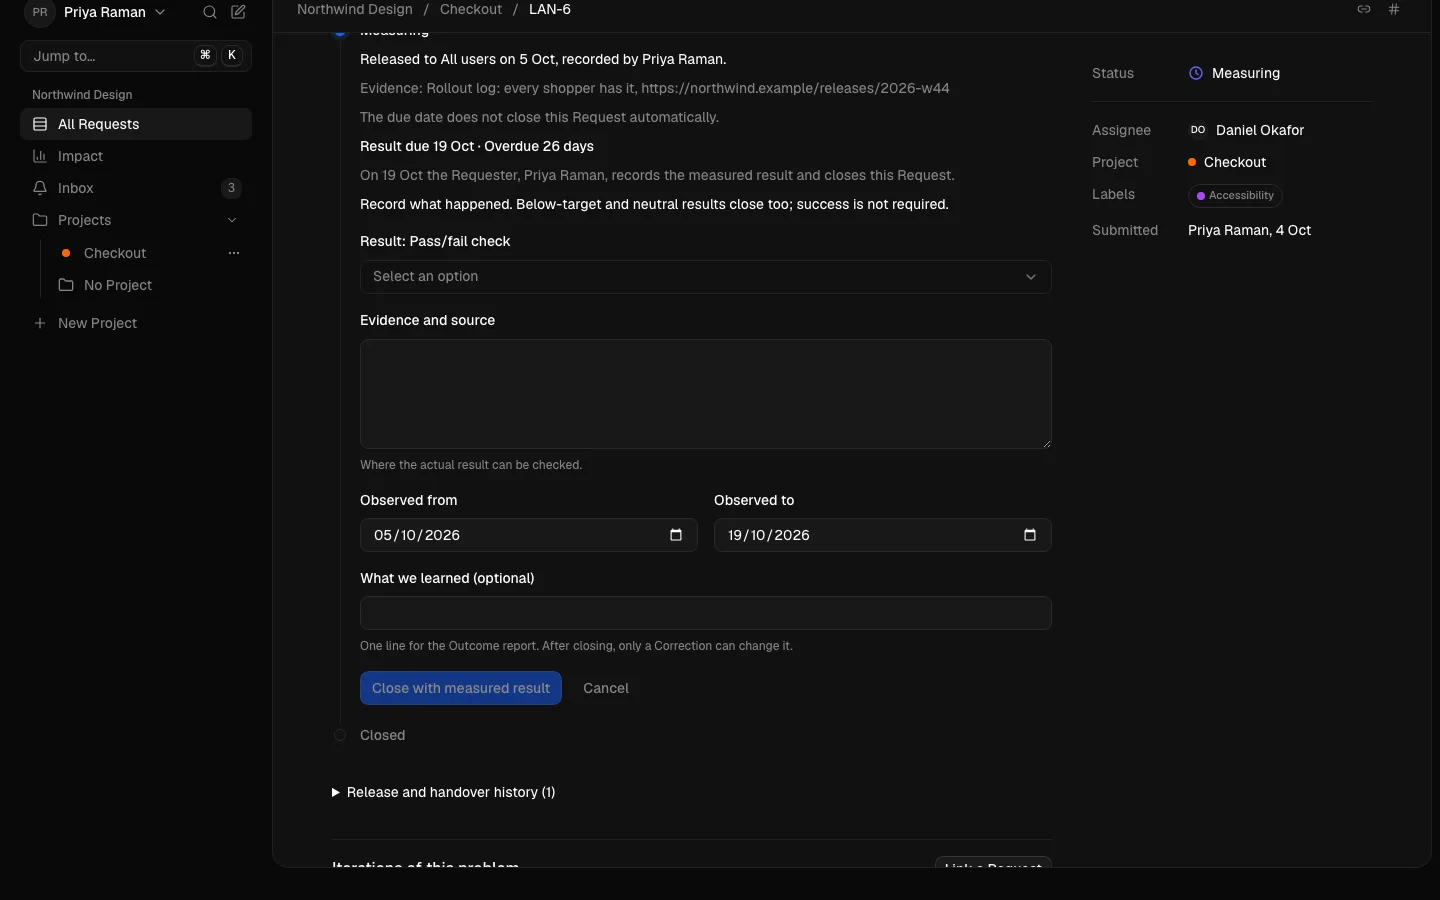 PR Priya Raman
Northwind Design / Checkout / LAN-6
Jump to... ⌘ K
Northwind Design
All Requests
Impact
Inbox 3
Projects
Checkout
No Project
New Project
Measuring
Released to All users on 5 Oct, recorded by Priya Raman.
Evidence: Rollout log: every shopper has it, https://northwind.example/releases/2026-w44
The due date does not close this Request automatically.
Result due 19 Oct · Overdue 26 days
On 19 Oct the Requester, Priya Raman, records the measured result and closes this Request.
Record what happened. Below-target and neutral results close too; success is not required.
Result: Pass/fail check
Select an option
Evidence and source
Where the actual result can be checked.
Observed from Observed to
05/10/2026 19/10/2026
What we learned (optional)
One line for the Outcome report. After closing, only a Correction can change it.
Close with measured result Cancel
Closed
Release and handover history (1)
Iterations of this problem Link a Request
Status Measuring
Assignee DO Daniel Okafor
Project Checkout
Labels Accessibility
Submitted Priya Raman, 4 Oct